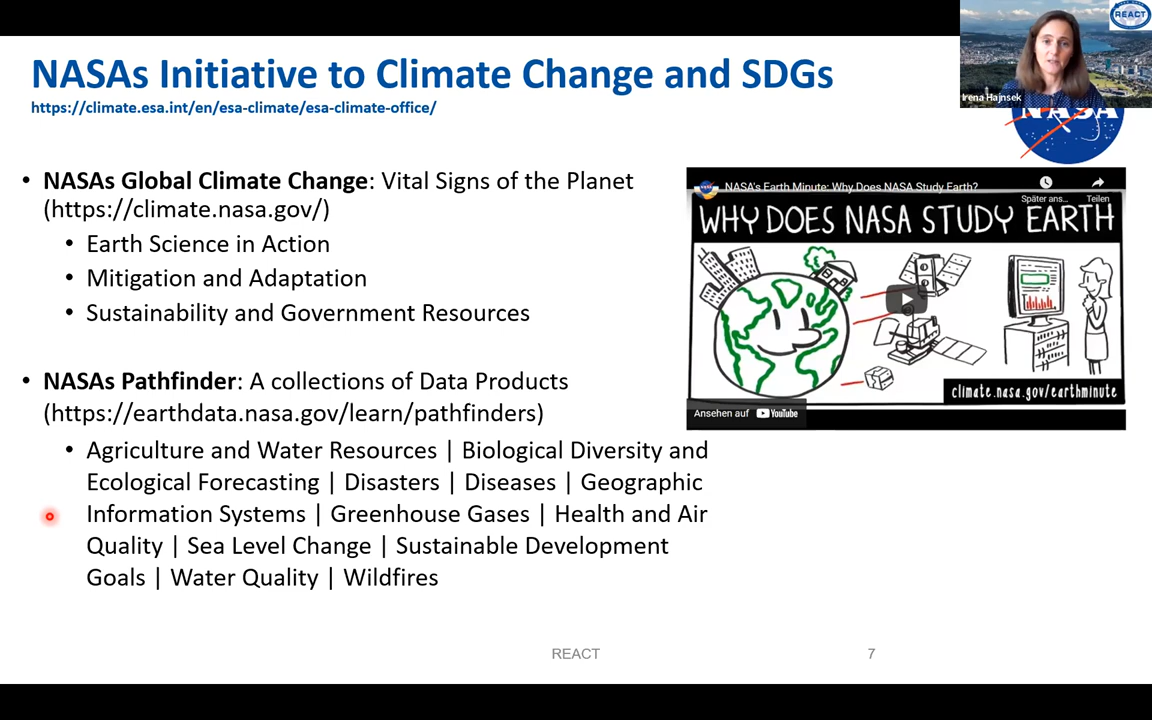 NASAs Initiative to Climate Change and SDGs
https://climate.esa.int/en/esa-climate/esa-climate-office/
REACT
Irena Hajnsek
NASA
• NASAs Global Climate Change: Vital Signs of the Planet
(https://climate.nasa.gov/)
• Earth Science in Action
• Mitigation and Adaptation
• Sustainability and Government Resources
• NASAs Pathfinder: A collections of Data Products
(https://earthdata.nasa.gov/learn/pathfinders)
• Agriculture and Water Resources | Biological Diversity and
Ecological Forecasting | Disasters | Diseases | Geographic
Information Systems | Greenhouse Gases | Health and Air
Quality | Sea Level Change | Sustainable Development
Goals | Water Quality | Wildfires
NASA's Earth Minute: Why Does NASA Study Earth?
Später ans...
Teilen
WHY DOES NASA STUDY EARTH
climate.nasa.gov/earthminute
Ansehen auf YouTube
REACT
7